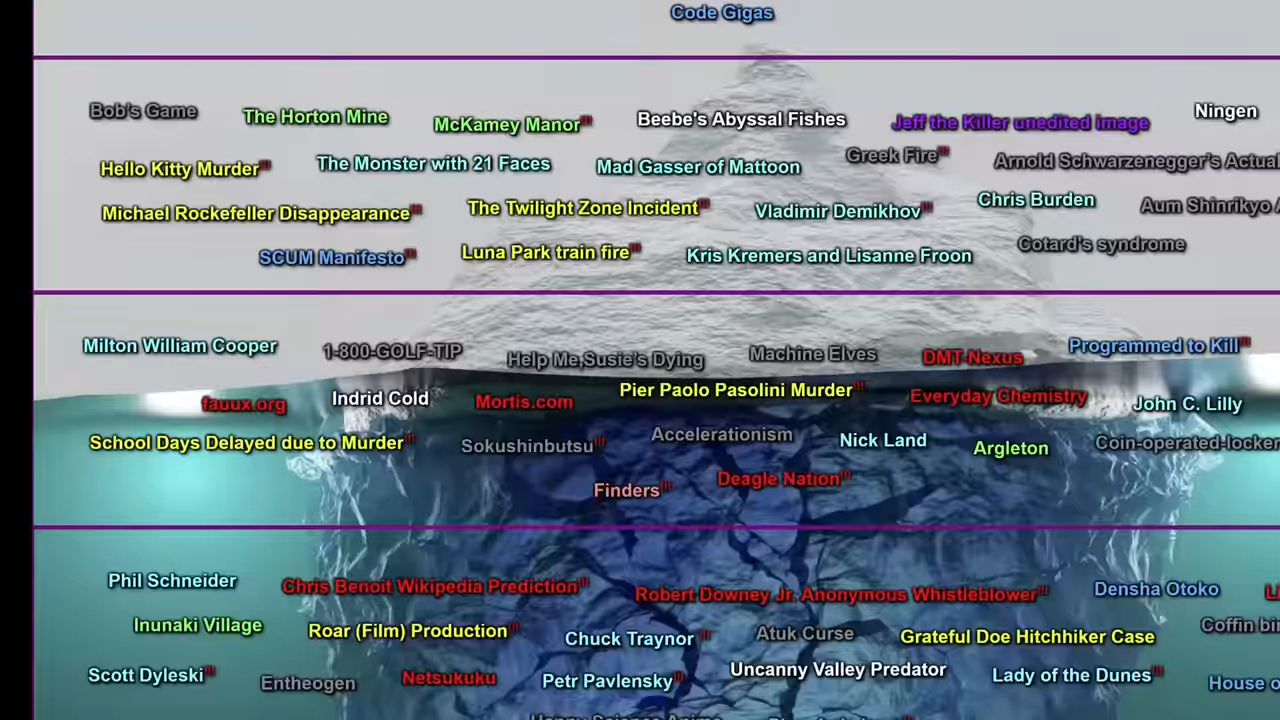 Code Gigas
Bob's Game
The Horton Mine
McKamey Manor!!!
Beebe's Abyssal Fishes
Jeff the Killer unedited image
Ningen
Hello Kitty Murder!!!
The Monster with 21 Faces
Mad Gasser of Mattoon
Greek Fire!!!
Arnold Schwarzenegger's Actual
Michael Rockefeller Disappearance!!!
The Twilight Zone Incident!!!
Vladimir Demikhov!!!
Chris Burden
Aum Shinrikyo
SCUM Manifesto!!!
Luna Park train fire!!!
Kris Kremers and Lisanne Froon
Cotard's syndrome
Milton William Cooper
1-800-GOLF-TIP
Help Me,Susie's Dying
Machine Elves
DMT-Nexus
Programmed to Kill!!!
fauux.org
Indrid Cold
Mortis.com
Pier Paolo Pasolini Murder!!!
Everyday Chemistry
John C. Lilly
School Days Delayed due to Murder!!!
Sokushinbutsu!!!
Accelerationism
Nick Land
Argleton
Coin-operated-locker
Finders!!!
Deagle Nation!!!
Phil Schneider
Chris Benoit Wikipedia Prediction!!!
Robert Downey Jr. Anonymous Whistleblower!!!
Densha Otoko
Inunaki Village
Roar (Film) Production!!!
Chuck Traynor !!!
Atuk Curse
Grateful Doe Hitchhiker Case
Coffin
Scott Dyleski!!!
Entheogen
Netsukuku
Petr Pavlensky!!!
Uncanny Valley Predator
Lady of the Dunes!!!
House